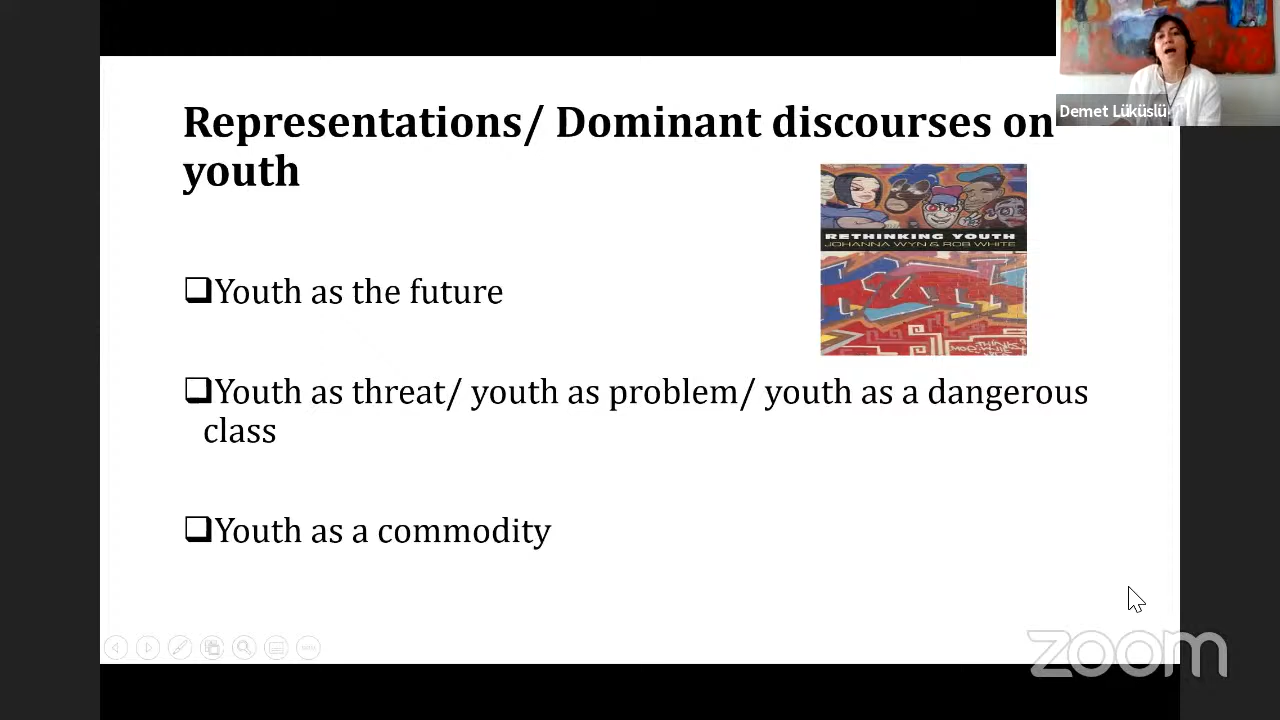 Representations/ Dominant discourses on
youth
Demet Lüküslü
RETHINKING YOUTH
JOHANNA WYN & ROB WHITE
❑Youth as the future
❑Youth as threat/ youth as problem/ youth as a dangerous
class
❑Youth as a commodity
zoom